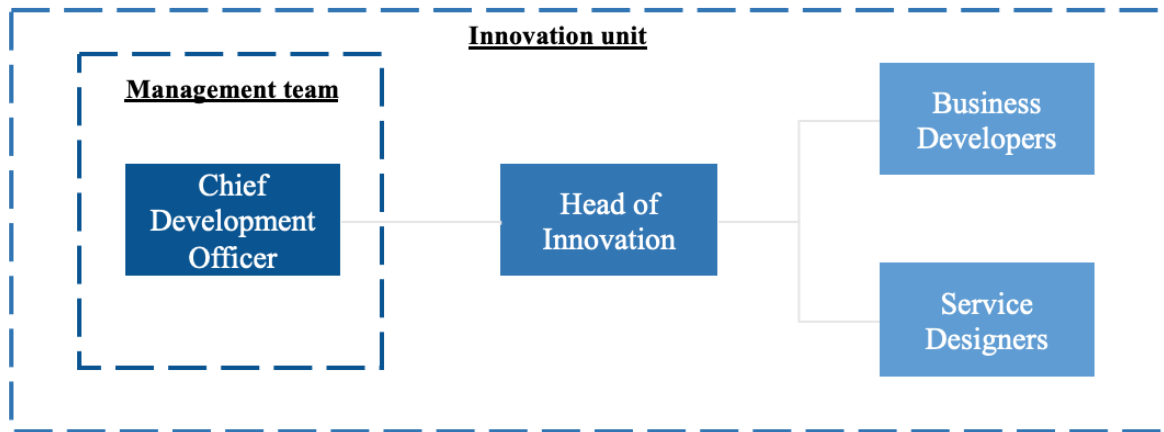 Innovation unit
Management team
Chief
Development
Officer
Head of
Innovation
Business
Developers
Service
Designers